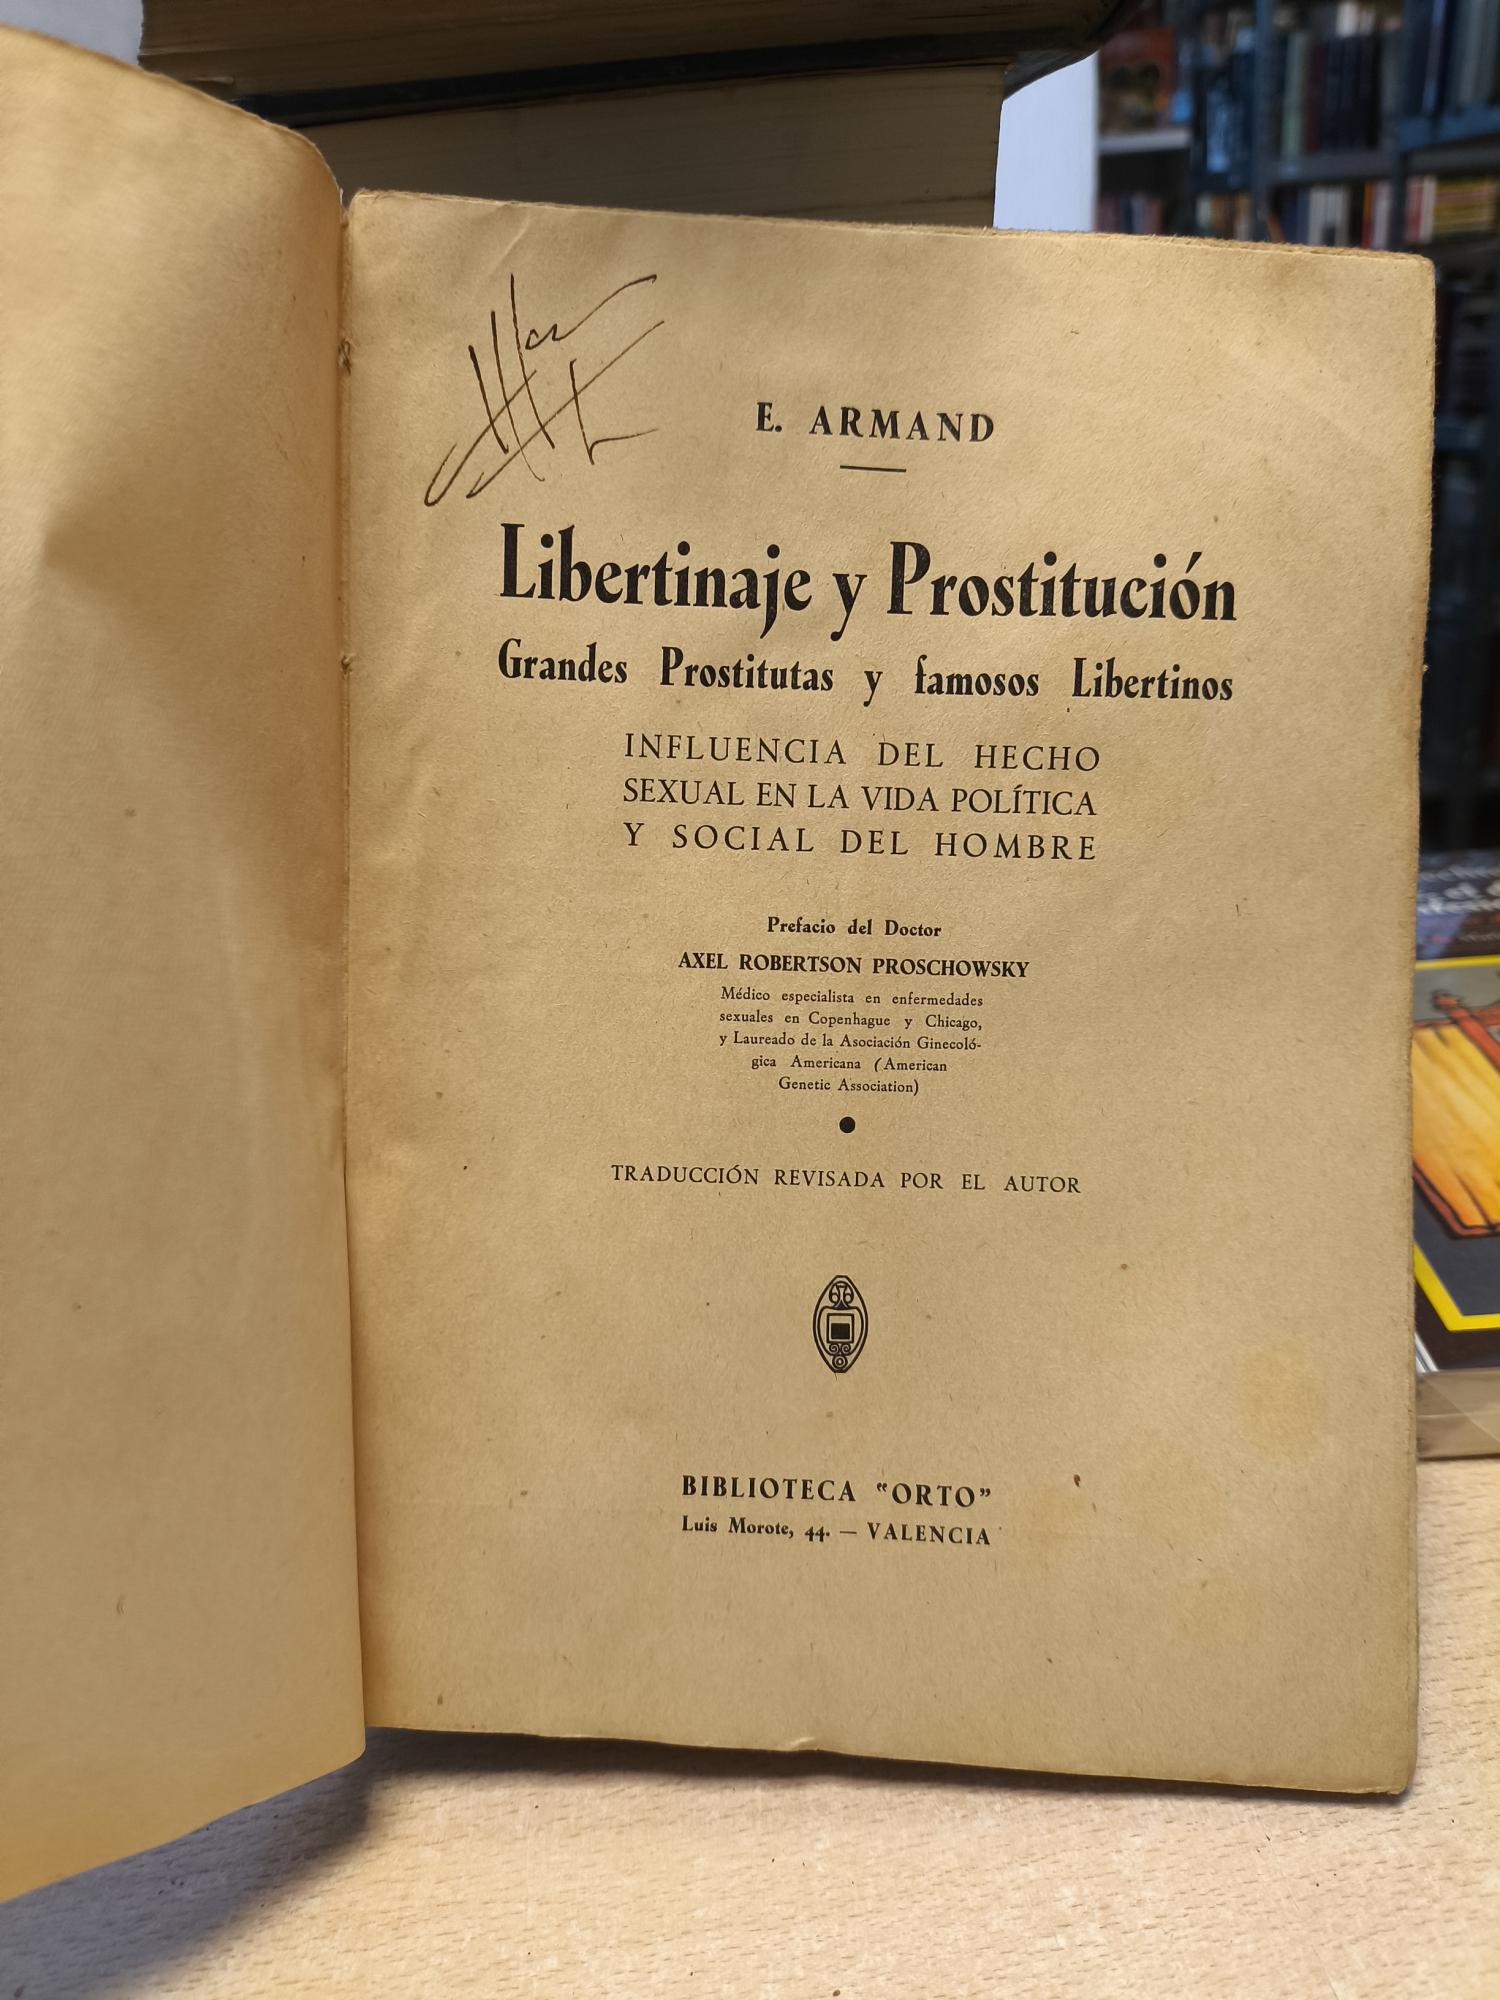 E. ARMAND
Libertinaje y Prostitución
Grandes Prostitutas y famosos Libertinos
INFLUENCIA DEL HECHO
SEXUAL EN LA VIDA POLÍTICA
Y SOCIAL DEL HOMBRE
Prefacio del Doctor
AXEL ROBERTSON PROSCHOWSKY
Médico especialista en enfermedades
sexuales en Copenhague y Chicago,
y Laureado de la Asociación Ginecoló-
gica Americana (American
Genetic Association)
TRADUCCIÓN REVISADA POR EL AUTOR
BIBLIOTECA "ORTO"
Luis Morote, 44. — VALENCIA